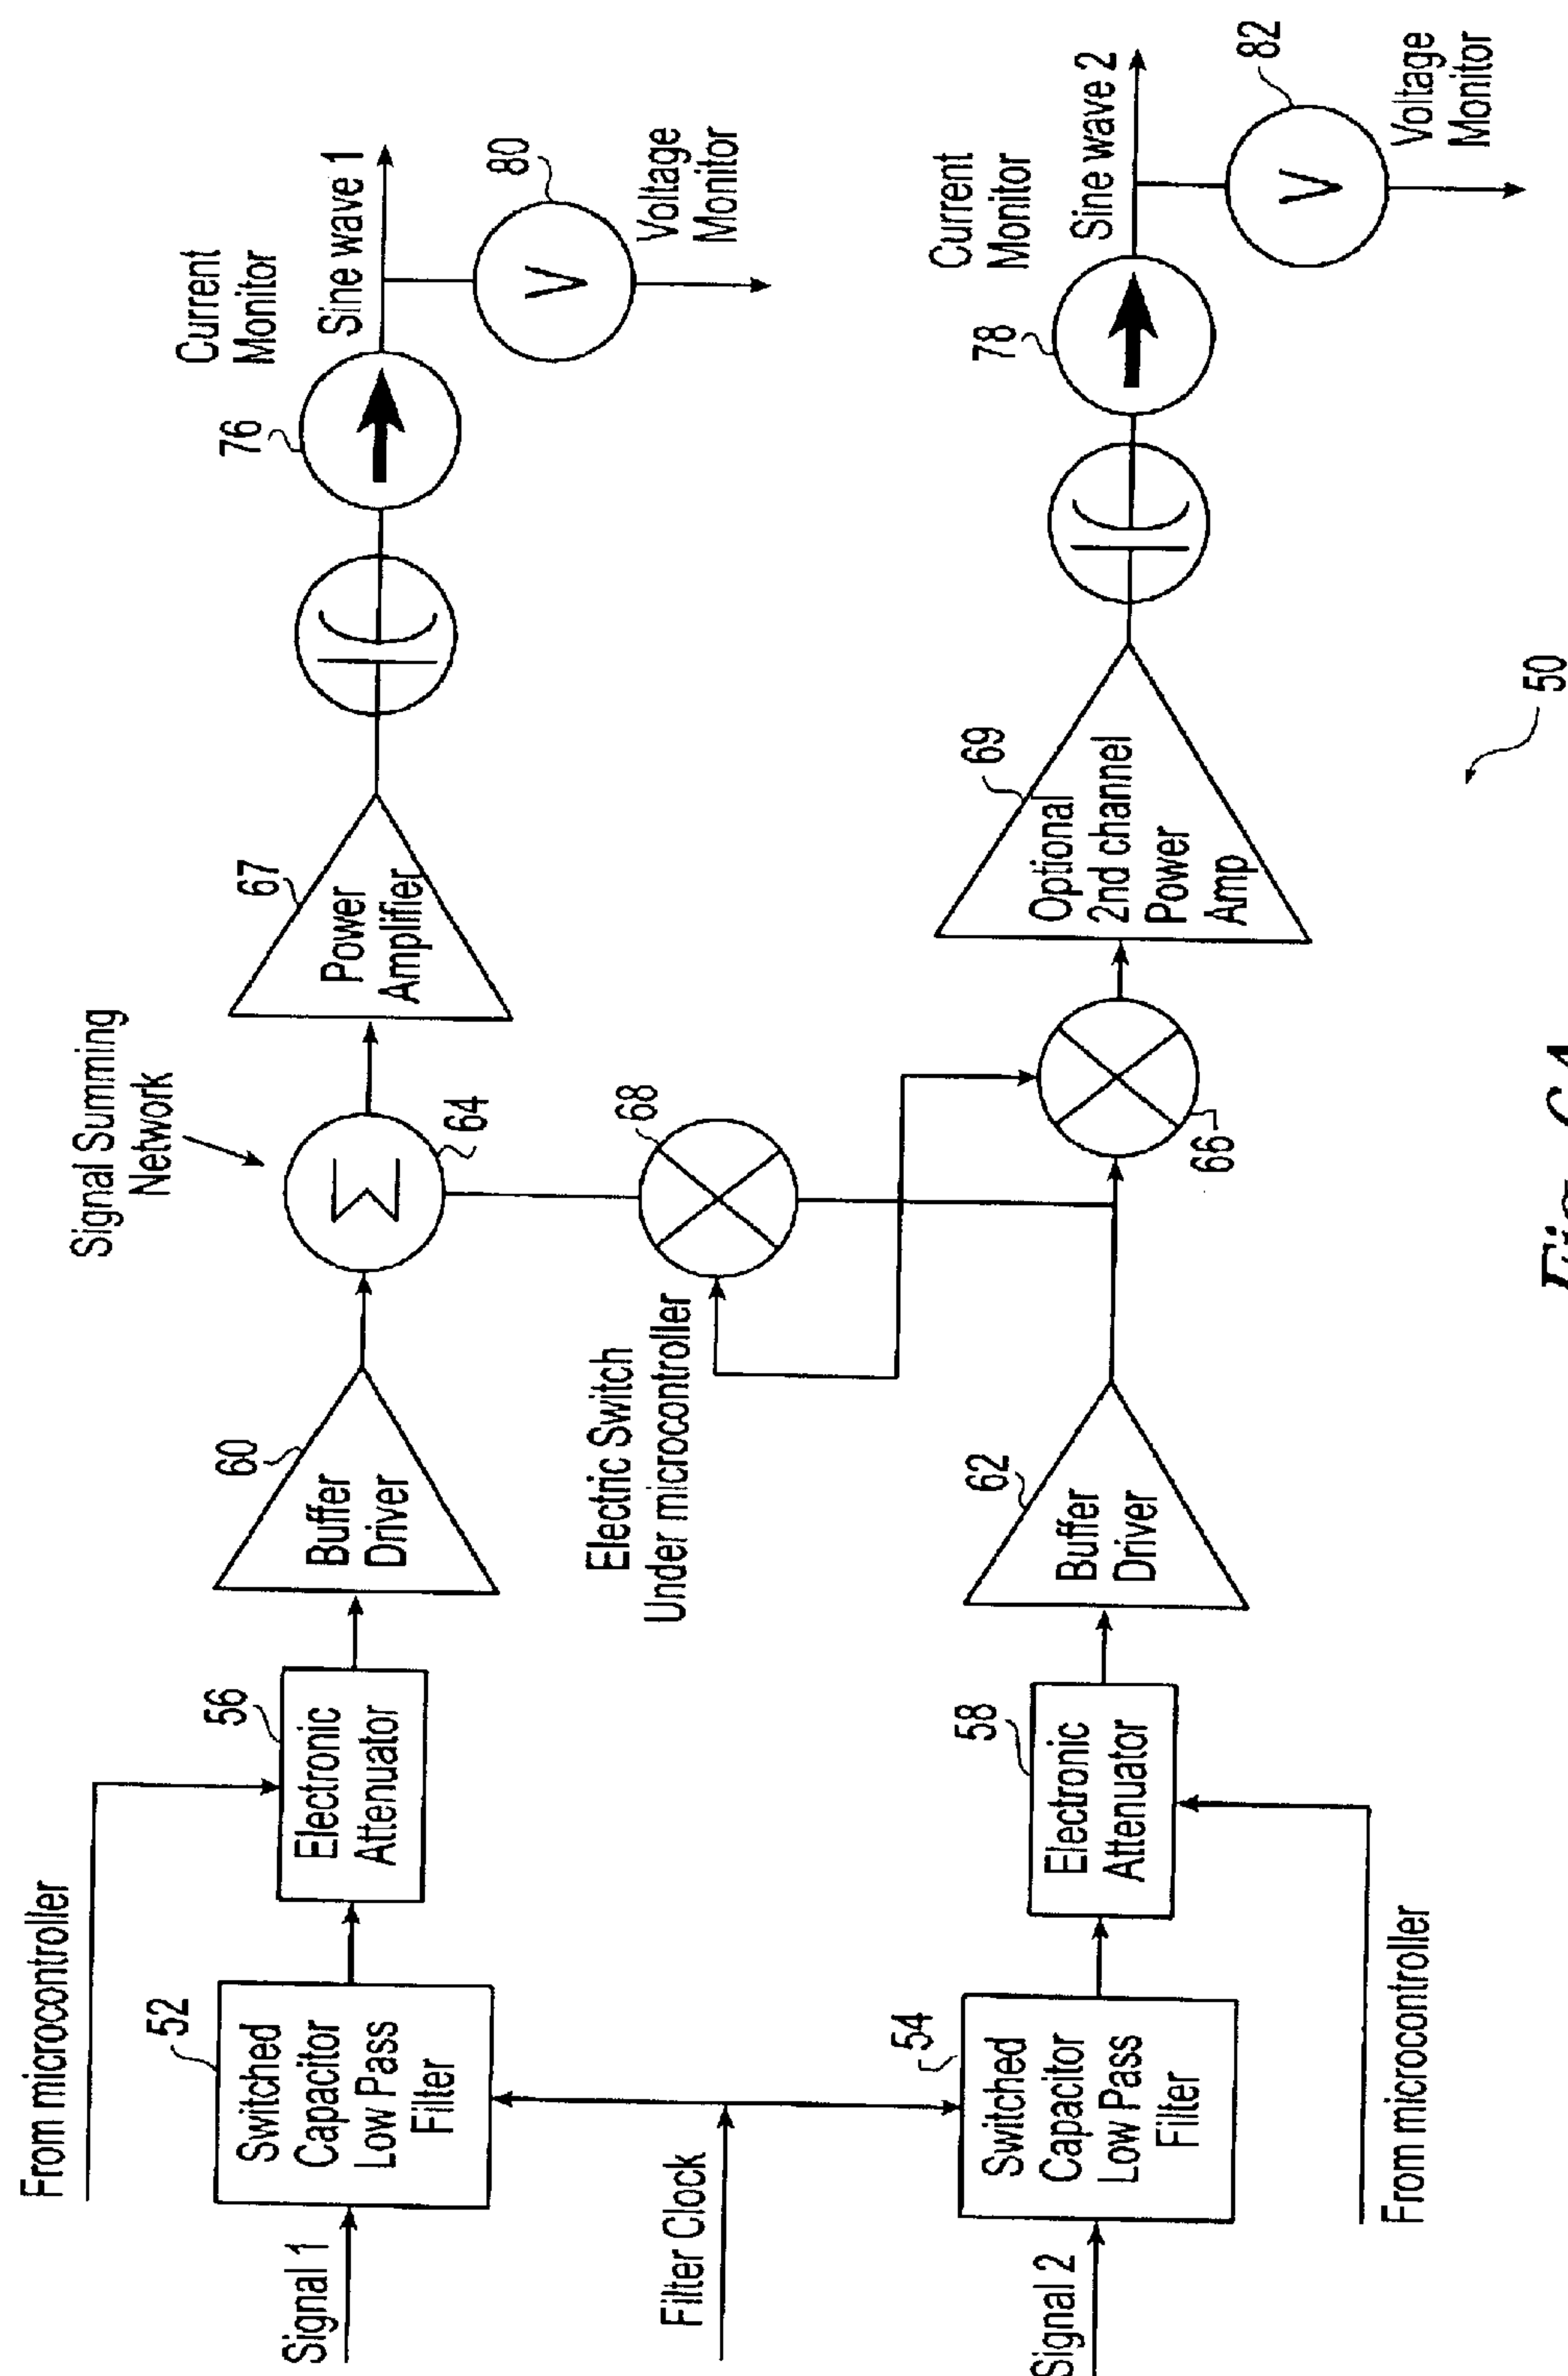 From microcontroller
52
Switched
Capacitor
Low Pass
Filter
Signal 1
56
Electronic
Attenuator
60
Buffer
Driver
Signal Summing
Network
Σ
64
67
Power
Amplifier
76
Current
Monitor
Sine wave 1
80
V
Voltage
Monitor
Filter Clock
Electric Switch
Under microcontroller
68
Signal 2
54
Switched
Capacitor
Low Pass
Filter
58
Electronic
Attenuator
From microcontroller
62
Buffer
Driver
66
69
Optional
2nd channel
Power
Amp
78
Current
Monitor
Sine wave 2
82
V
Voltage
Monitor
50
Fig. 6A